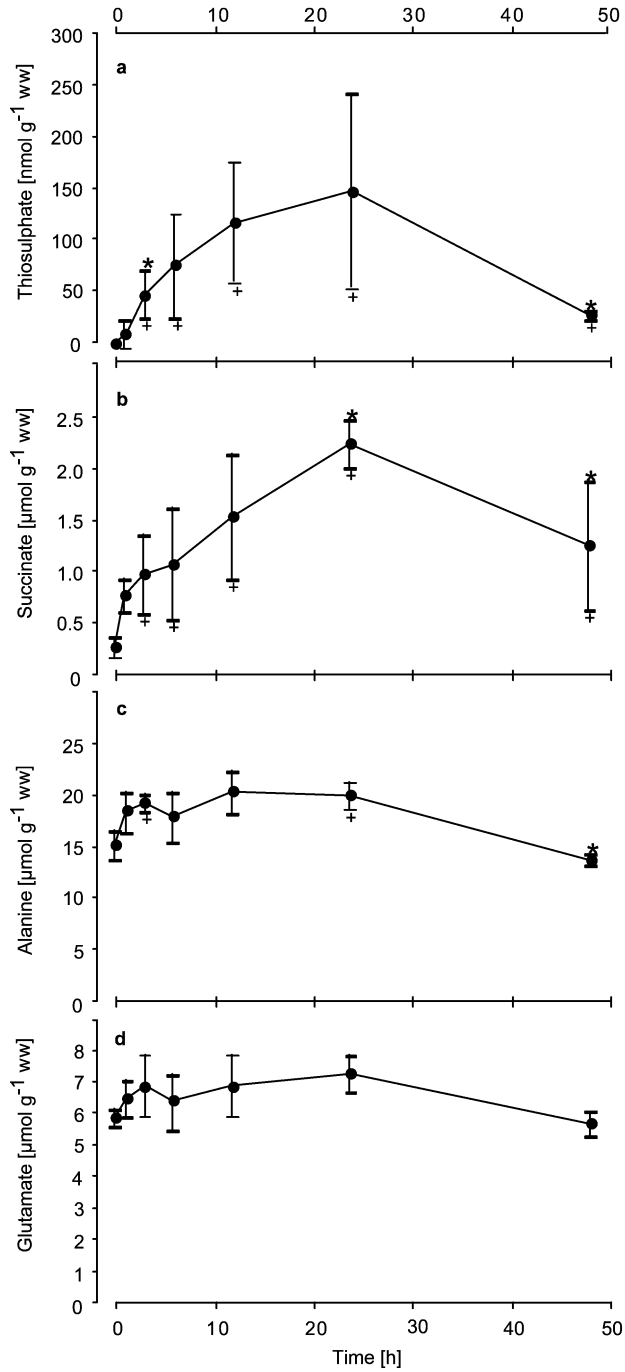 0 10 20 30 40 50
300
a
250
200
150
100
50
0
Thiosulphate [nmol g⁻¹ ww]
*
*
+ + + + +
b
2.5
2.0
1.5
1.0
0.5
0
Succinate [µmol g⁻¹ ww]
*
*
+ + + + +
c
25
20
15
10
5
0
Alanine [µmol g⁻¹ ww]
*
+ +
d
8
7
6
5
4
3
2
1
0
Glutamate [µmol g⁻¹ ww]
0 10 20 30 40 50
Time [h]